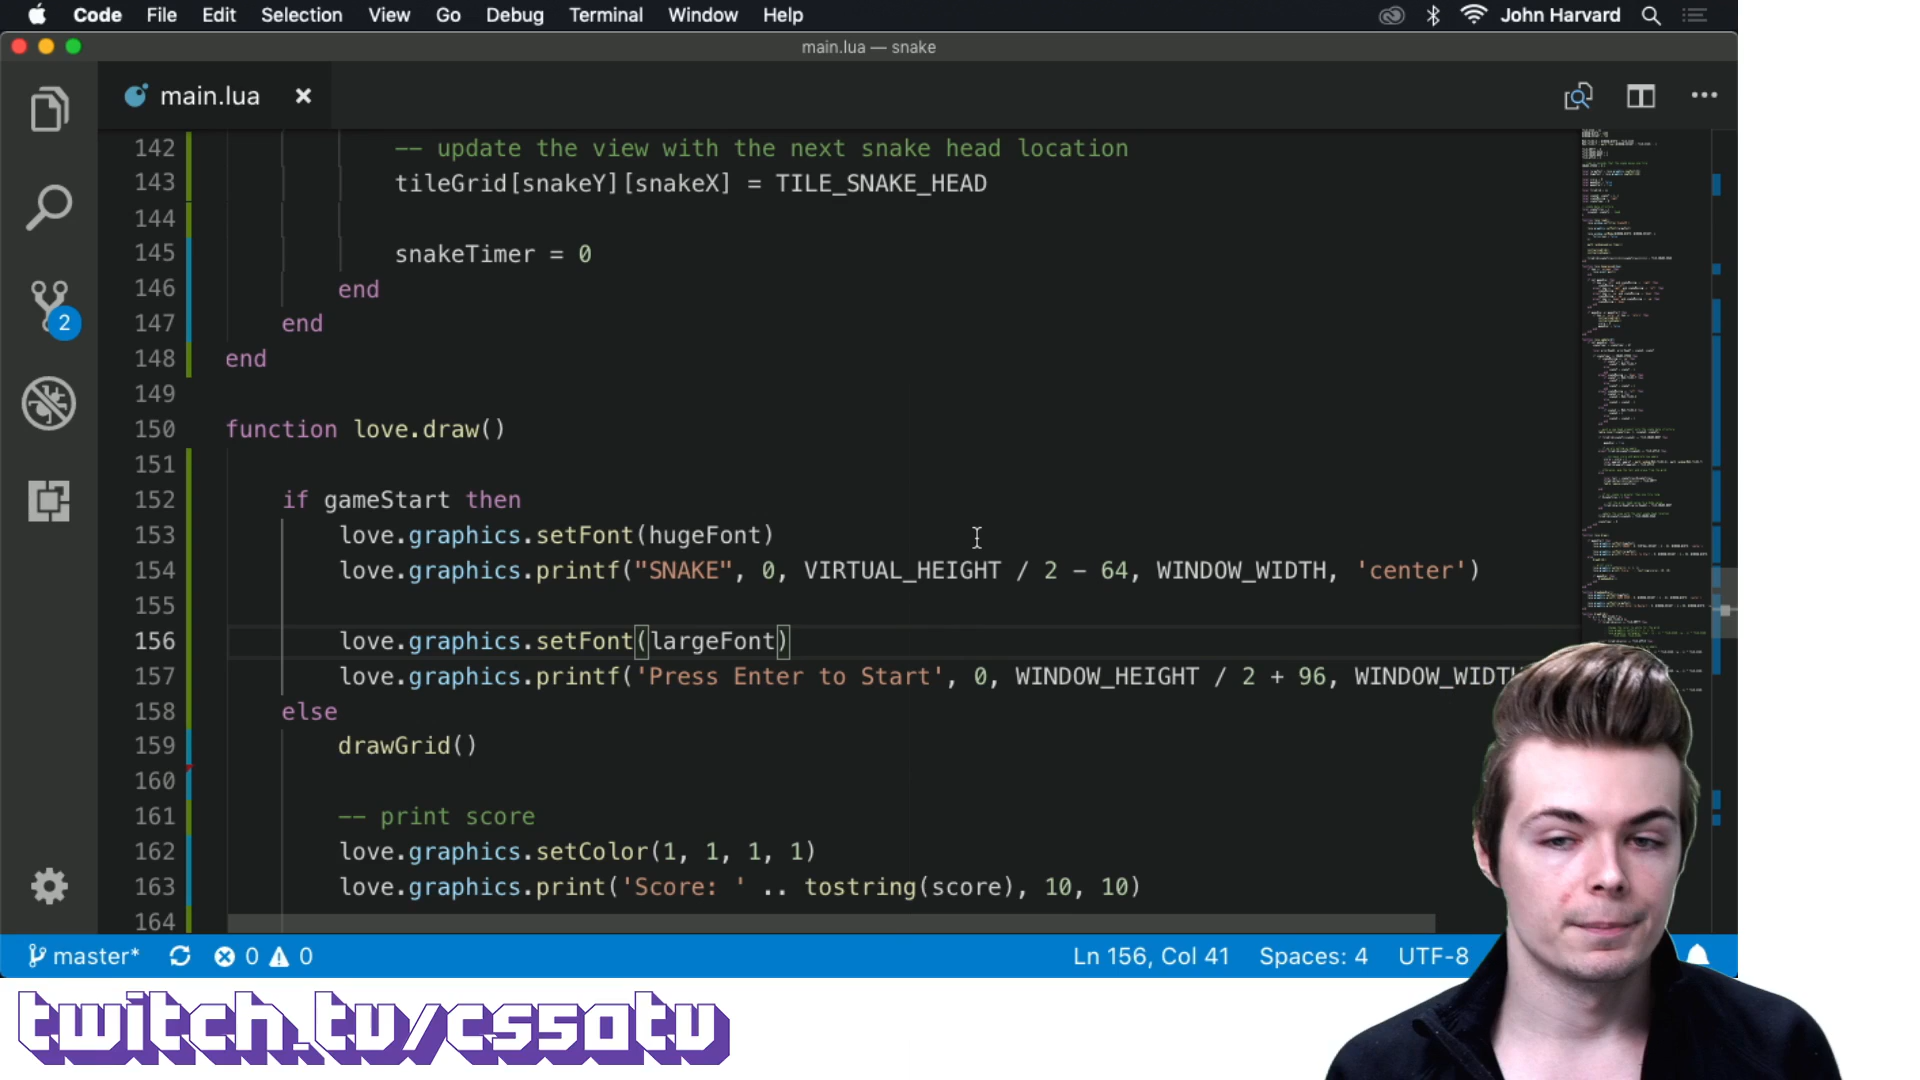 Code File Edit Selection View Go Debug Terminal Window Help John Harvard
main.lua — snake
main.lua
142 -- update the view with the next snake head location
143 tileGrid[snakeY][snakeX] = TILE_SNAKE_HEAD
144
145 snakeTimer = 0
146 end
147 end
148 end
149
150 function love.draw()
151
152 if gameStart then
153 love.graphics.setFont(hugeFont)
154 love.graphics.printf("SNAKE", 0, VIRTUAL_HEIGHT / 2 - 64, WINDOW_WIDTH, 'center')
155
156 love.graphics.setFont(largeFont)
157 love.graphics.printf('Press Enter to Start', 0, WINDOW_HEIGHT / 2 + 96, WINDOW_WIDTH
158 else
159 drawGrid()
160
161 -- print score
162 love.graphics.setColor(1, 1, 1, 1)
163 love.graphics.print('Score: ' .. tostring(score), 10, 10)
164
2
master* 0 0 Ln 156, Col 41 Spaces: 4 UTF-8
twitch.tv/cs50tv